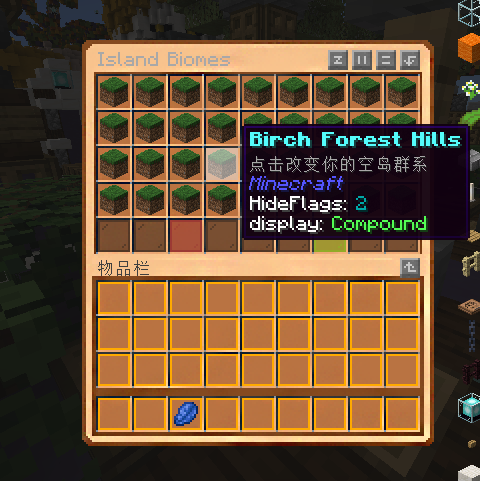 Island Biomes
Birch Forest Hills
点击改变你的空岛群系
Minecraft
HideFlags: 2
display: Compound
物品栏